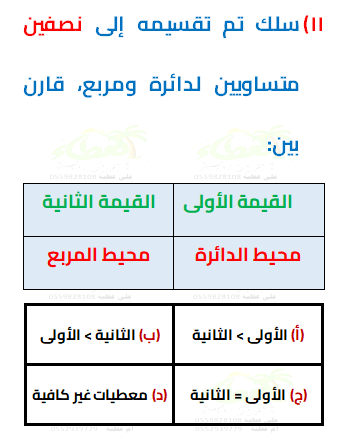 ١١) سلك تم تقسيمه إلى نصفين
متساويين لدائرة ومربع، قارن
بين:
القيمة الأولى القيمة الثانية
محيط الدائرة محيط المربع
(أ) الأولى > الثانية (ب) الثانية > الأولى
(ج) الأولى = الثانية (د) معطيات غير كافية